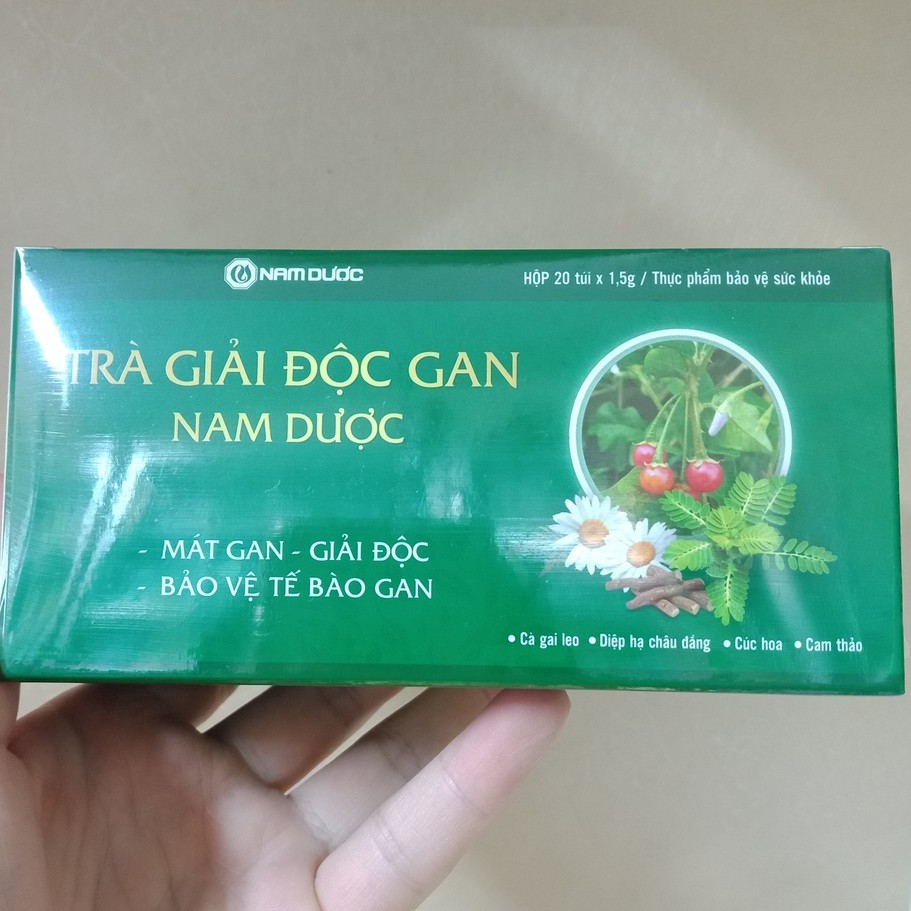 NAM DƯỢC
HỘP 20 túi x 1,5g / Thực phẩm bảo vệ sức khỏe
TRÀ GIẢI ĐỘC GAN
NAM DƯỢC
- MÁT GAN - GIẢI ĐỘC
- BẢO VỆ TẾ BÀO GAN
• Cà gai leo • Diệp hạ châu đắng • Cúc hoa • Cam thảo